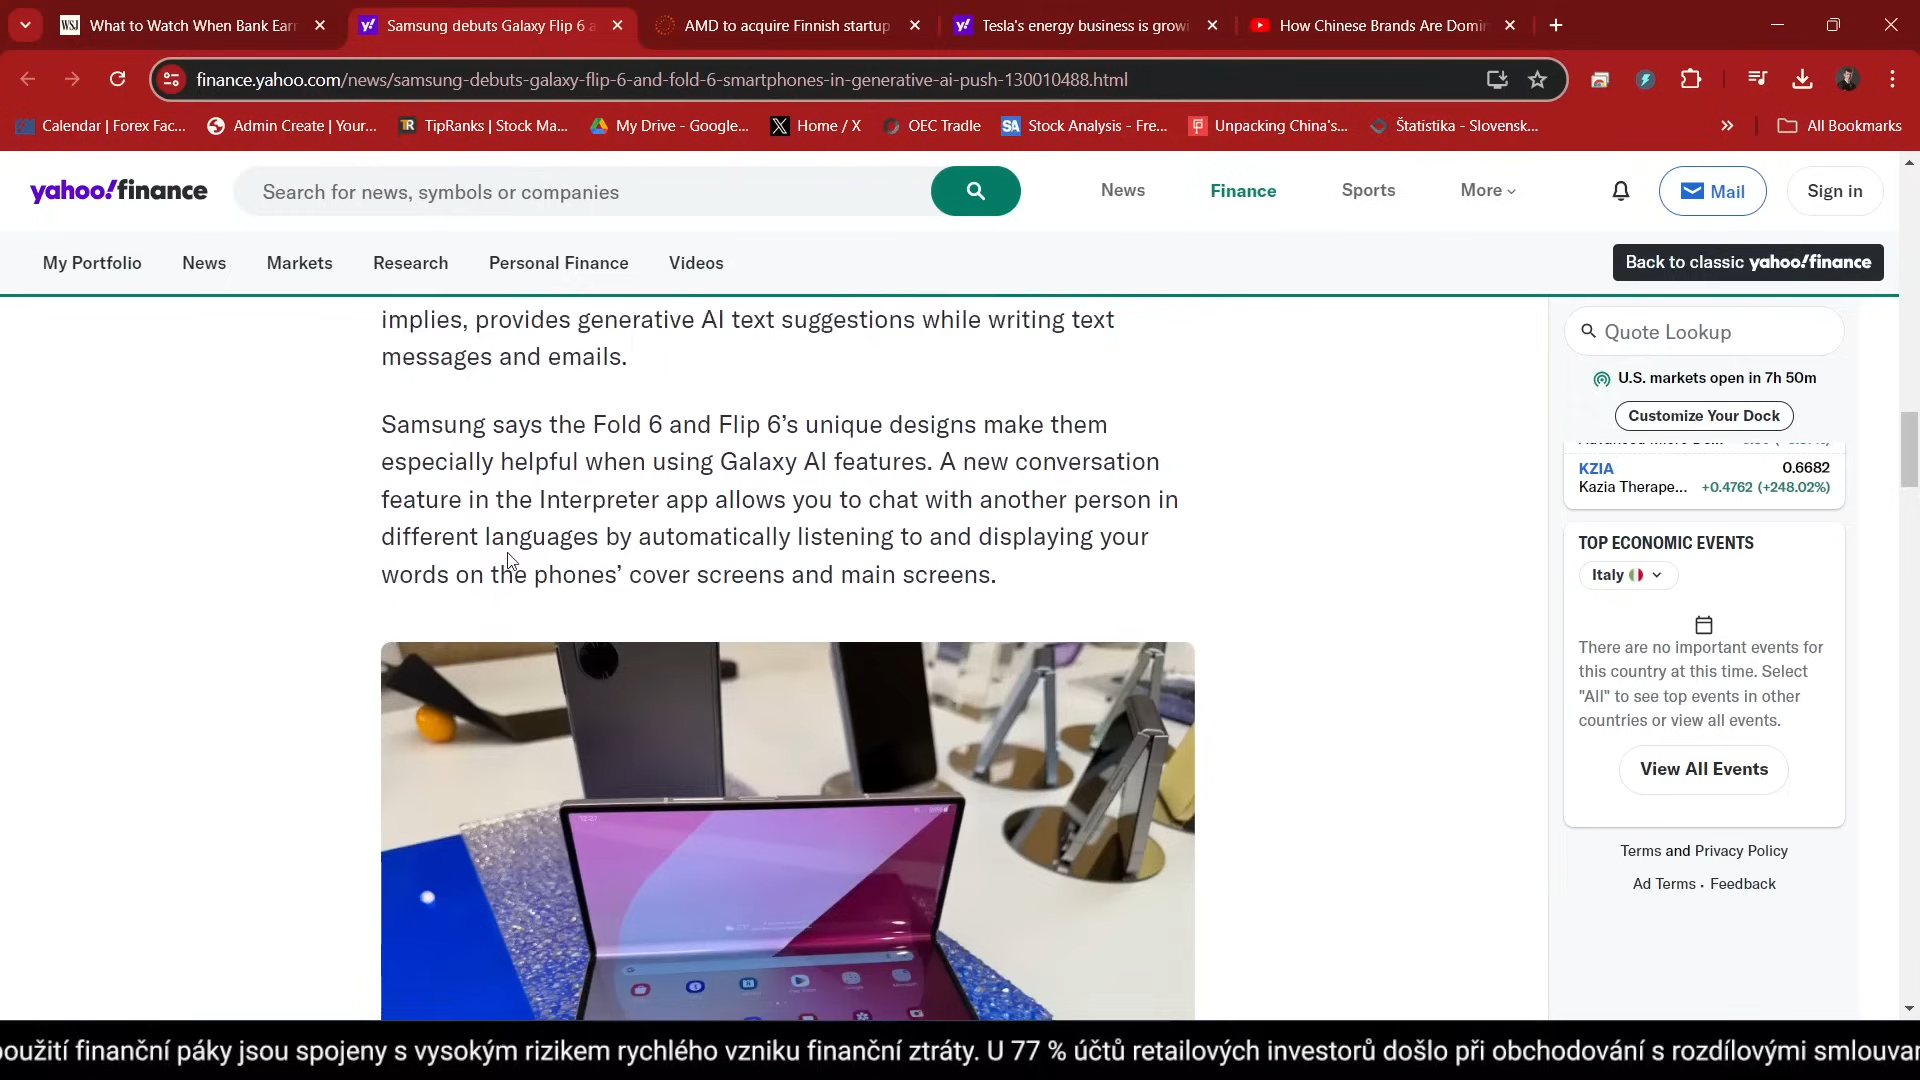 What to Watch When Bank Ear
Samsung debuts Galaxy Flip 6 a
AMD to acquire Finnish startup
Tesla's energy business is growi
How Chinese Brands Are Domin
finance.yahoo.com/news/samsung-debuts-galaxy-flip-6-and-fold-6-smartphones-in-generative-ai-push-130010488.html
Calendar | Forex Fac...
Admin Create | Your...
TipRanks | Stock Ma...
My Drive - Google...
Home / X
OEC Tradle
Stock Analysis - Fre...
Unpacking China's...
Štatistika - Slovensk...
All Bookmarks
yahoo!finance
Search for news, symbols or companies
News
Finance
Sports
More
Mail
Sign in
My Portfolio
News
Markets
Research
Personal Finance
Videos
Back to classic yahoo!finance
implies, provides generative AI text suggestions while writing text
messages and emails.
Samsung says the Fold 6 and Flip 6’s unique designs make them
especially helpful when using Galaxy AI features. A new conversation
feature in the Interpreter app allows you to chat with another person in
different languages by automatically listening to and displaying your
words on the phones’ cover screens and main screens.
Quote Lookup
U.S. markets open in 7h 50m
Customize Your Dock
KZIA 0.6682
Kazia Therape... +0.4762 (+248.02%)
TOP ECONOMIC EVENTS
Italy
There are no important events for
this country at this time. Select
"All" to see top events in other
countries or view all events.
View All Events
Terms and Privacy Policy
Ad Terms • Feedback
použití finanční páky jsou spojeny s vysokým rizikem rychlého vzniku finanční ztráty. U 77 % účtů retailových investorů došlo při obchodování s rozdílovými smlouvam